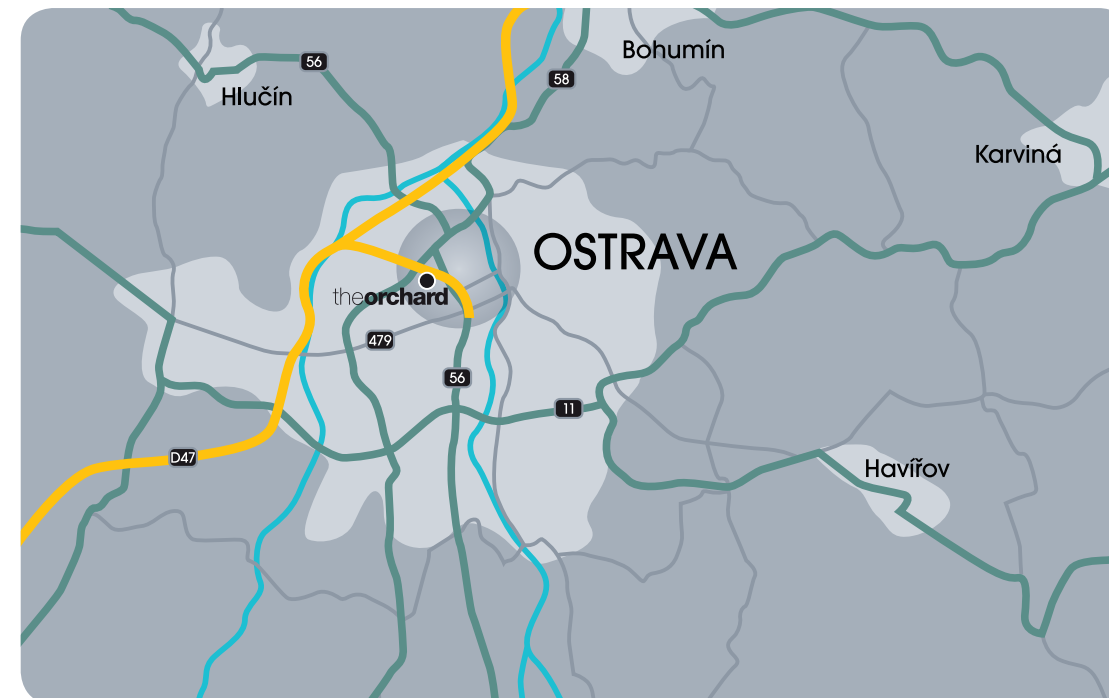 Bohumín
56
58
Hlučín
Karviná
OSTRAVA
theorchard
479
56
11
D47
Havířov